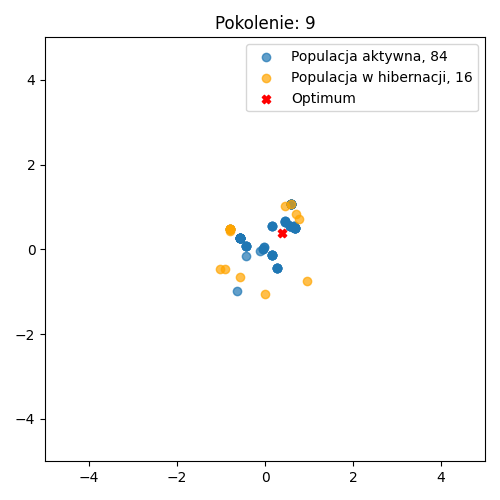 Pokolenie: 9
Populacja aktywna, 84
Populacja w hibernacji, 16
Optimum
4
2
0
−2
−4
−4 −2 0 2 4